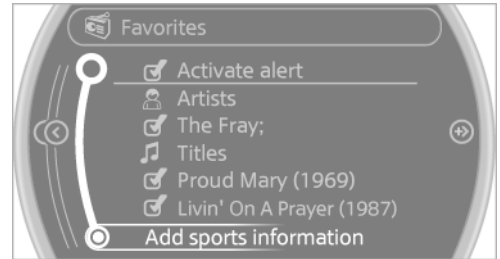 Favorites
Activate alert
Artists
The Fray;
Titles
Proud Mary (1969)
Livin' On A Prayer (1987)
Add sports information